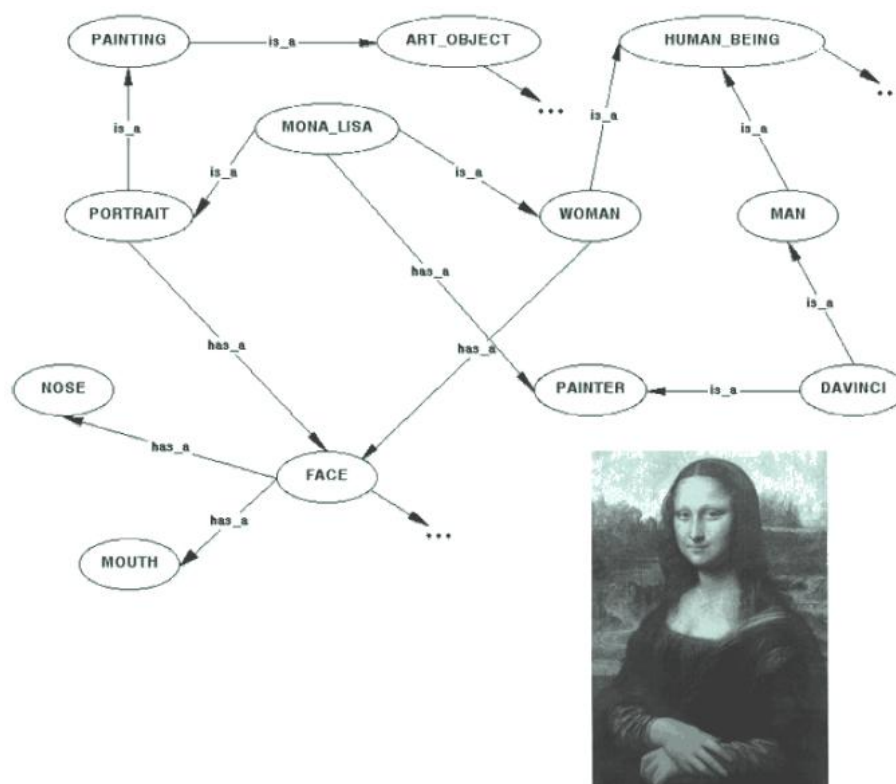 PAINTING
is_a
ART_OBJECT
HUMAN_BEING
...
..
is_a
MONA_LISA
is_a
is_a
is_a
is_a
PORTRAIT
WOMAN
MAN
has_a
is_a
has_a
has_a
NOSE
PAINTER
is_a
DAVINCI
has_a
FACE
has_a
...
MOUTH